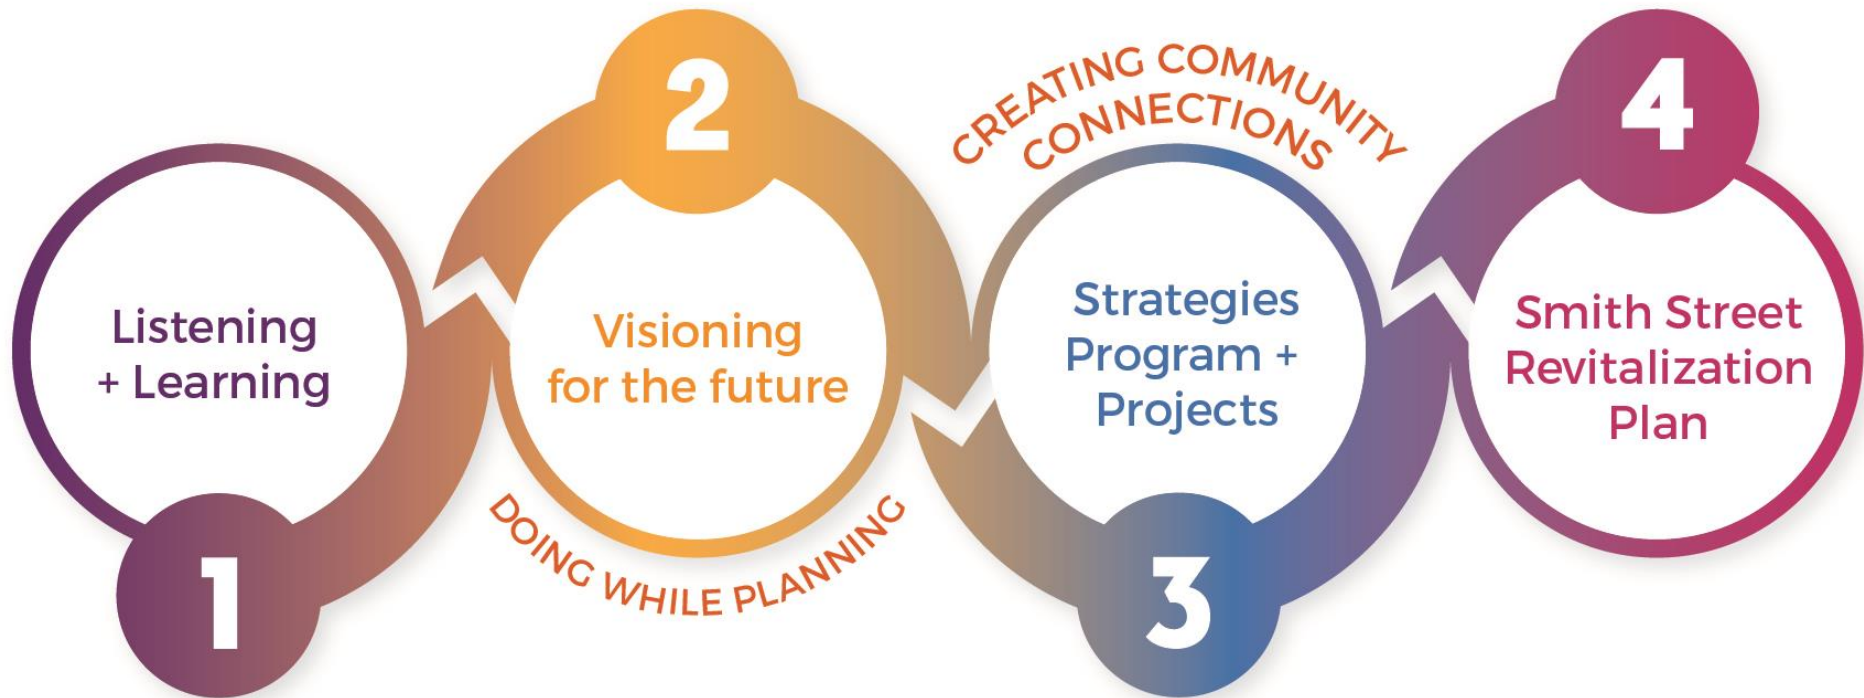 1
Listening
+ Learning
2
Visioning
for the future
DOING WHILE PLANNING
CREATING COMMUNITY
CONNECTIONS
3
Strategies
Program +
Projects
4
Smith Street
Revitalization
Plan